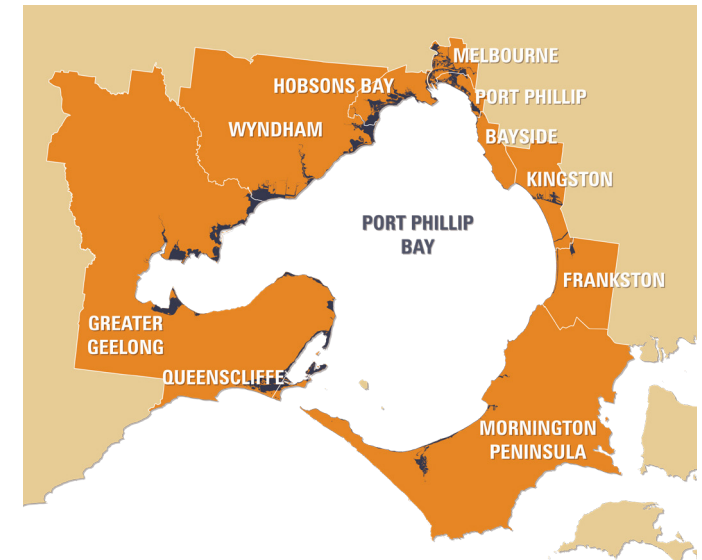 MELBOURNE
HOBSONS BAY
PORT PHILLIP
WYNDHAM
BAYSIDE
KINGSTON
PORT PHILLIP
BAY
FRANKSTON
GREATER
GEELONG
QUEENSCLIFFE
MORNINGTON
PENINSULA